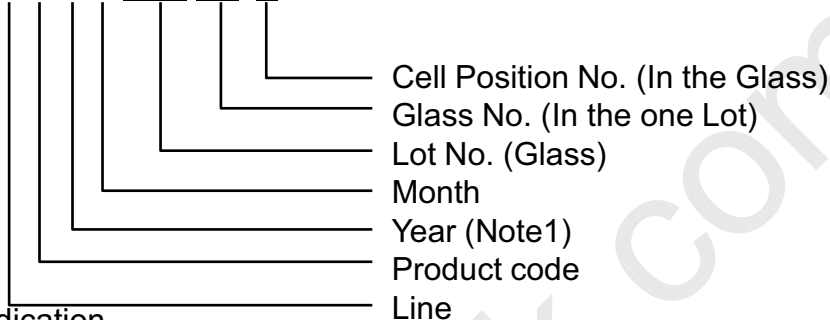 Cell Position No. (In the Glass)
Glass No. (In the one Lot)
Lot No. (Glass)
Month
Year (Note1)
Product code
Line